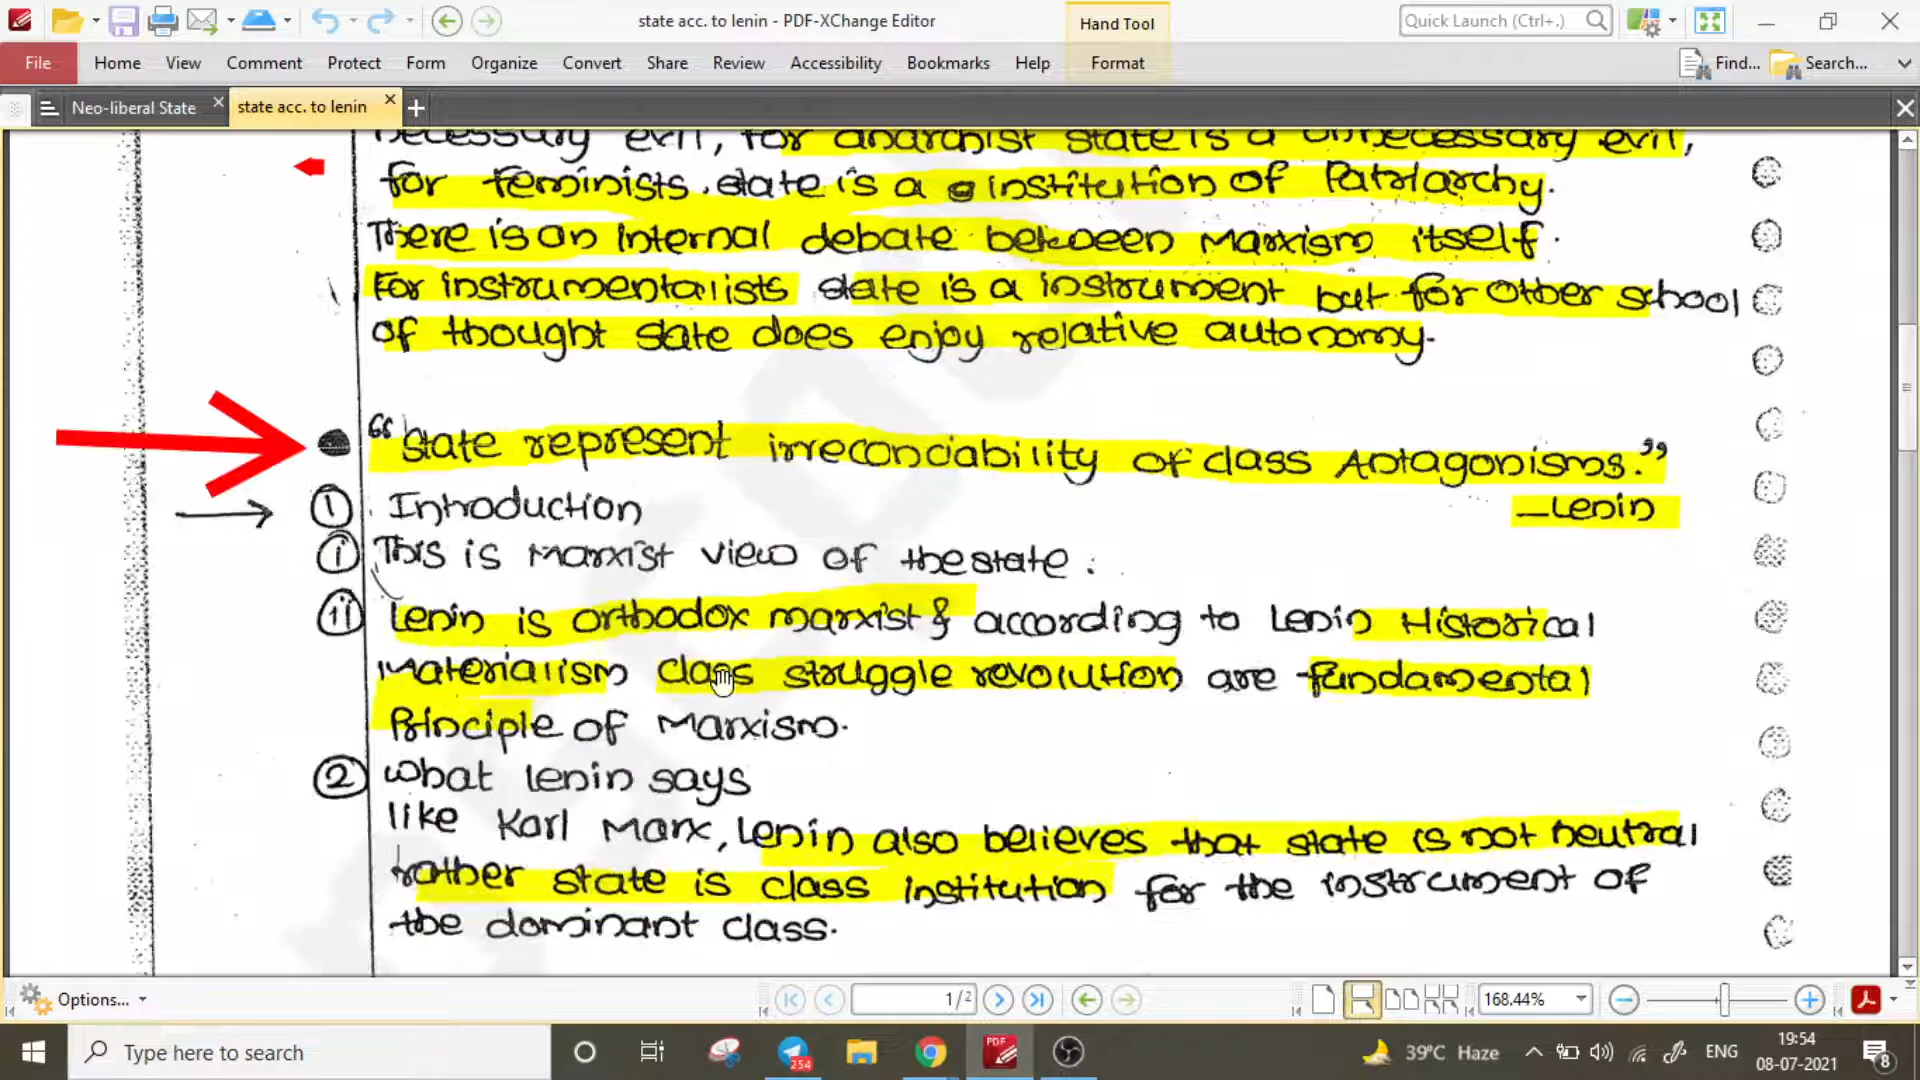 state acc. to lenin - PDF-XChange Editor
Hand Tool
Quick Launch (Ctrl+.)
File Home View Comment Protect Form Organize Convert Share Review Accessibility Bookmarks Help Format Find... Search...
Neo-liberal State state acc. to lenin
necessary evil, for anarchist state is a unnecessary evil,
for feminists, state is a institution of Patriarchy.
There is an Internal debate between Marxism itself.
For instrumentalists state is a instrument but for other school
of thought state does enjoy relative autonomy.
"State represent irreconciability of class Antagonisms."
① Introduction
—Lenin
ⓘ This is Marxist view of the state.
ⓘⓘ Lenin is orthodox marxist & according to Lenin Historical
Materialism class struggle revolution are fundamental
Principle of Marxism.
② What Lenin says
like Karl Marx, Lenin also believes that state is not neutral
rather state is class institution for the instrument of
the dominant class.
Options...
1/2
168.44%
Type here to search
254
PDF
39°C Haze
ENG
19:54
08-07-2021
8